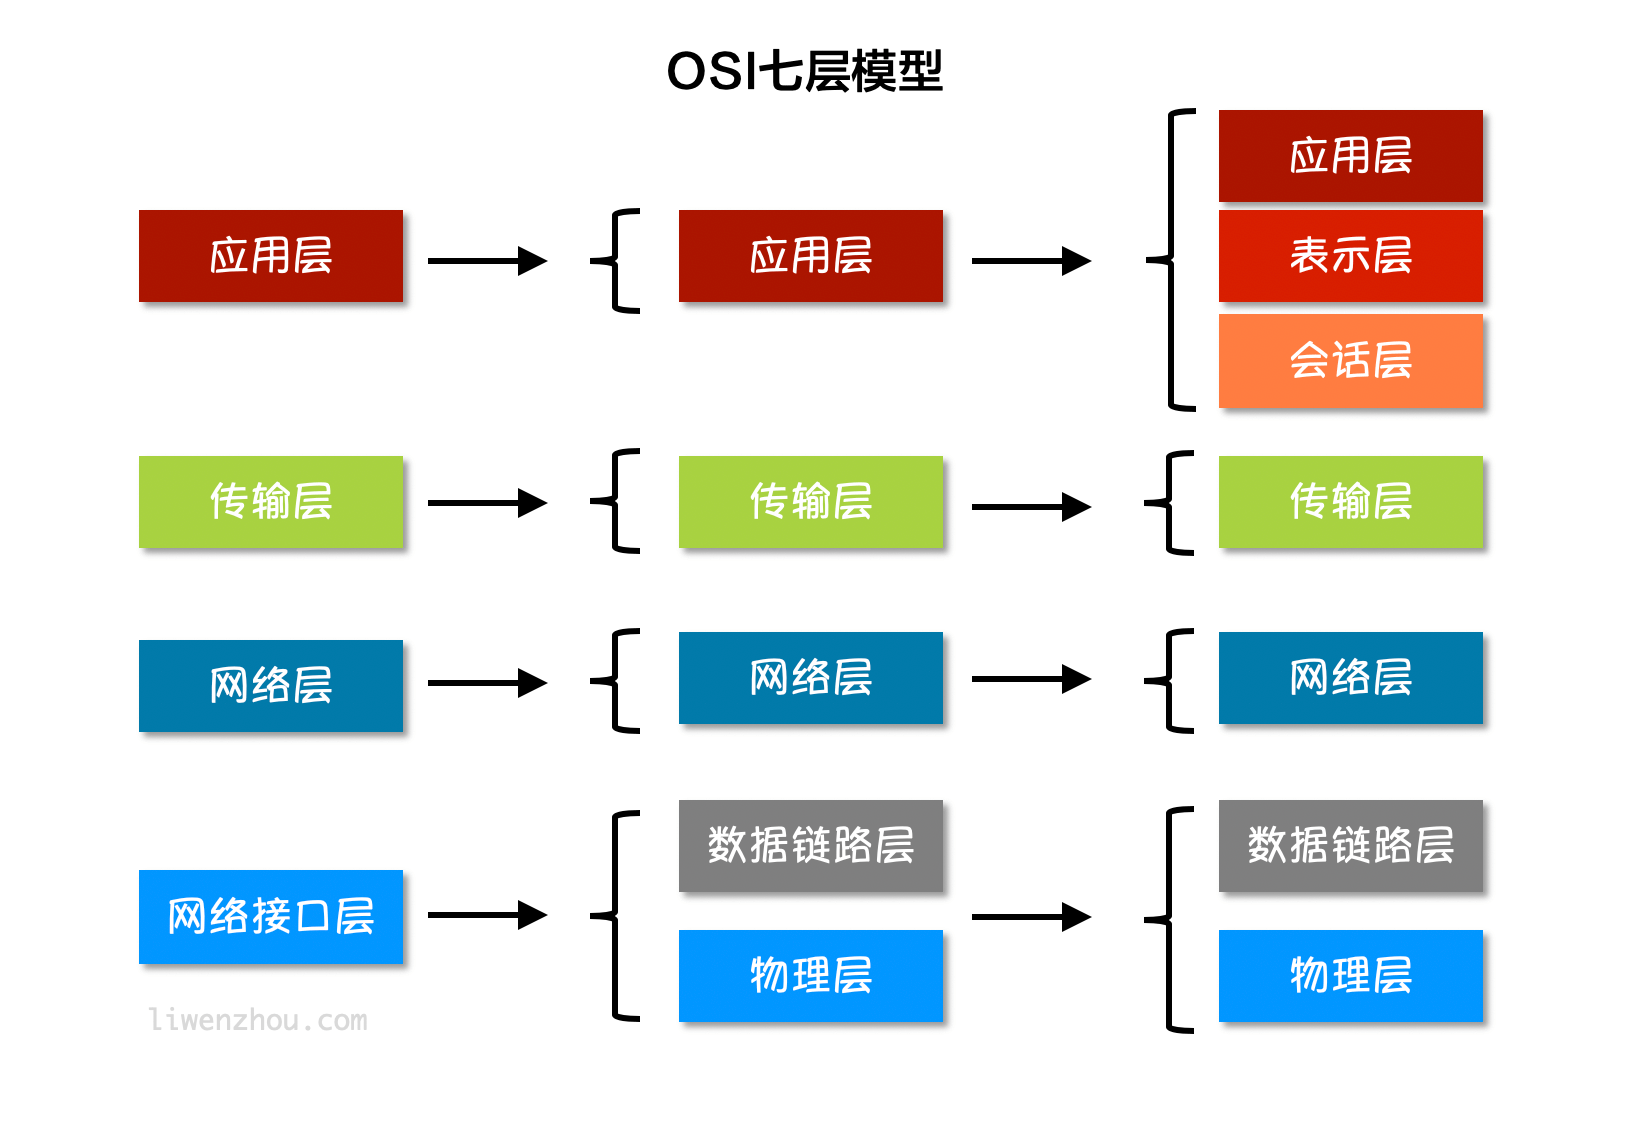 OSI七层模型
应用层
传输层
网络层
网络接口层
应用层
传输层
网络层
数据链路层
物理层
应用层
表示层
会话层
传输层
网络层
数据链路层
物理层
liwenzhou.com